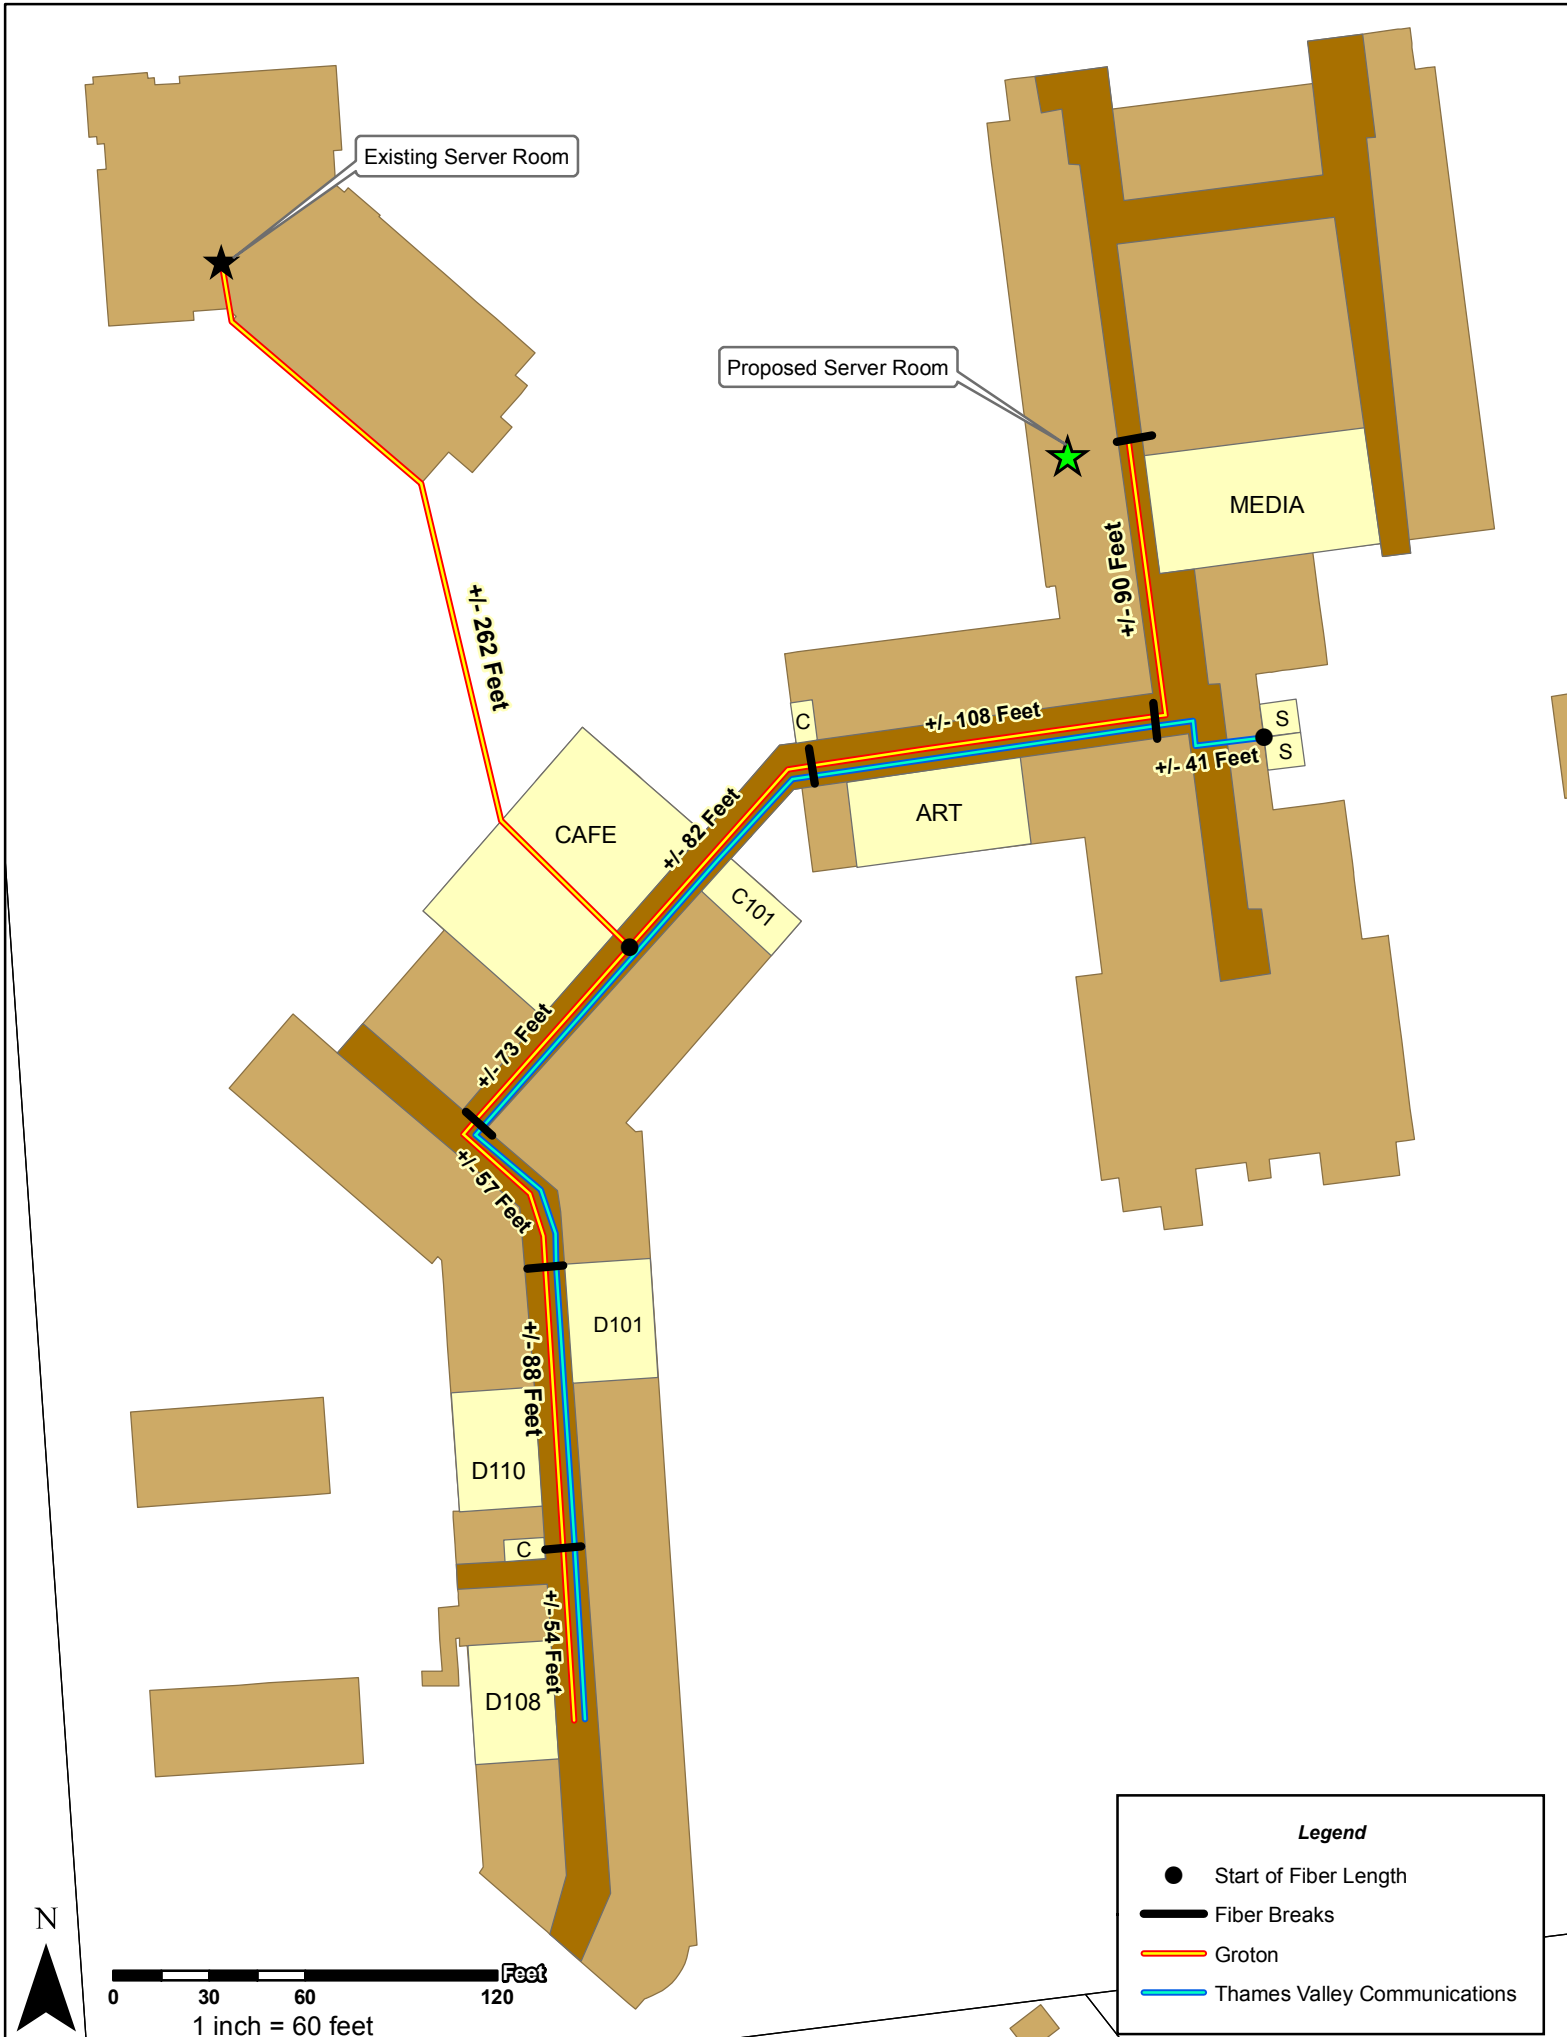 Existing Server Room
Proposed Server Room
MEDIA
+/- 90 Feet
+/- 262 Feet
C
+/- 108 Feet
S
S
+/- 41 Feet
ART
CAFE
+/- 82 Feet
C101
+/- 73 Feet
+/- 57 Feet
D101
+/- 88 Feet
D110
C
+/- 54 Feet
D108
Legend
Start of Fiber Length
Fiber Breaks
Groton
Thames Valley Communications
N
Feet
0 30 60 120
1 inch = 60 feet